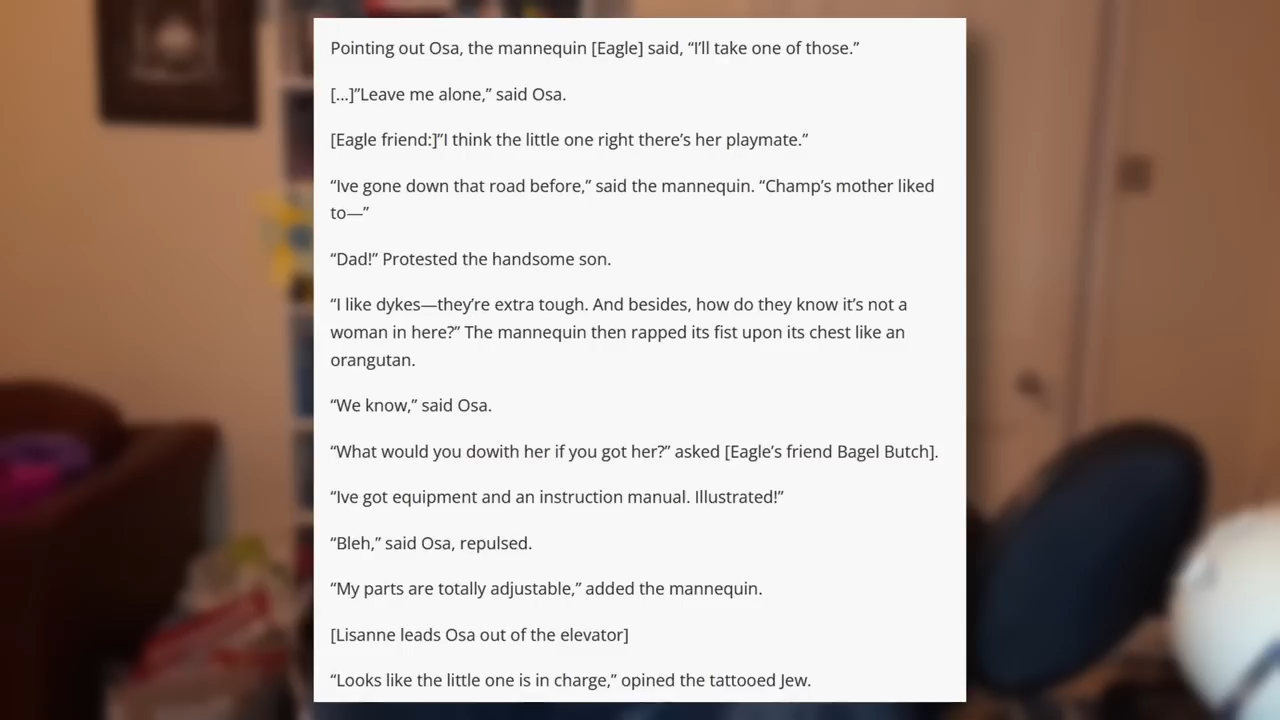 Pointing out Osa, the mannequin [Eagle] said, “I’ll take one of those.”
[...]”Leave me alone,” said Osa.
[Eagle friend:]”I think the little one right there’s her playmate.”
“Ive gone down that road before,” said the mannequin. “Champ’s mother liked
to—”
“Dad!” Protested the handsome son.
“I like dykes—they’re extra tough. And besides, how do they know it’s not a
woman in here?” The mannequin then rapped its fist upon its chest like an
orangutan.
“We know,” said Osa.
“What would you dowith her if you got her?” asked [Eagle’s friend Bagel Butch].
“Ive got equipment and an instruction manual. Illustrated!”
“Bleh,” said Osa, repulsed.
“My parts are totally adjustable,” added the mannequin.
[Lisanne leads Osa out of the elevator]
“Looks like the little one is in charge,” opined the tattooed Jew.